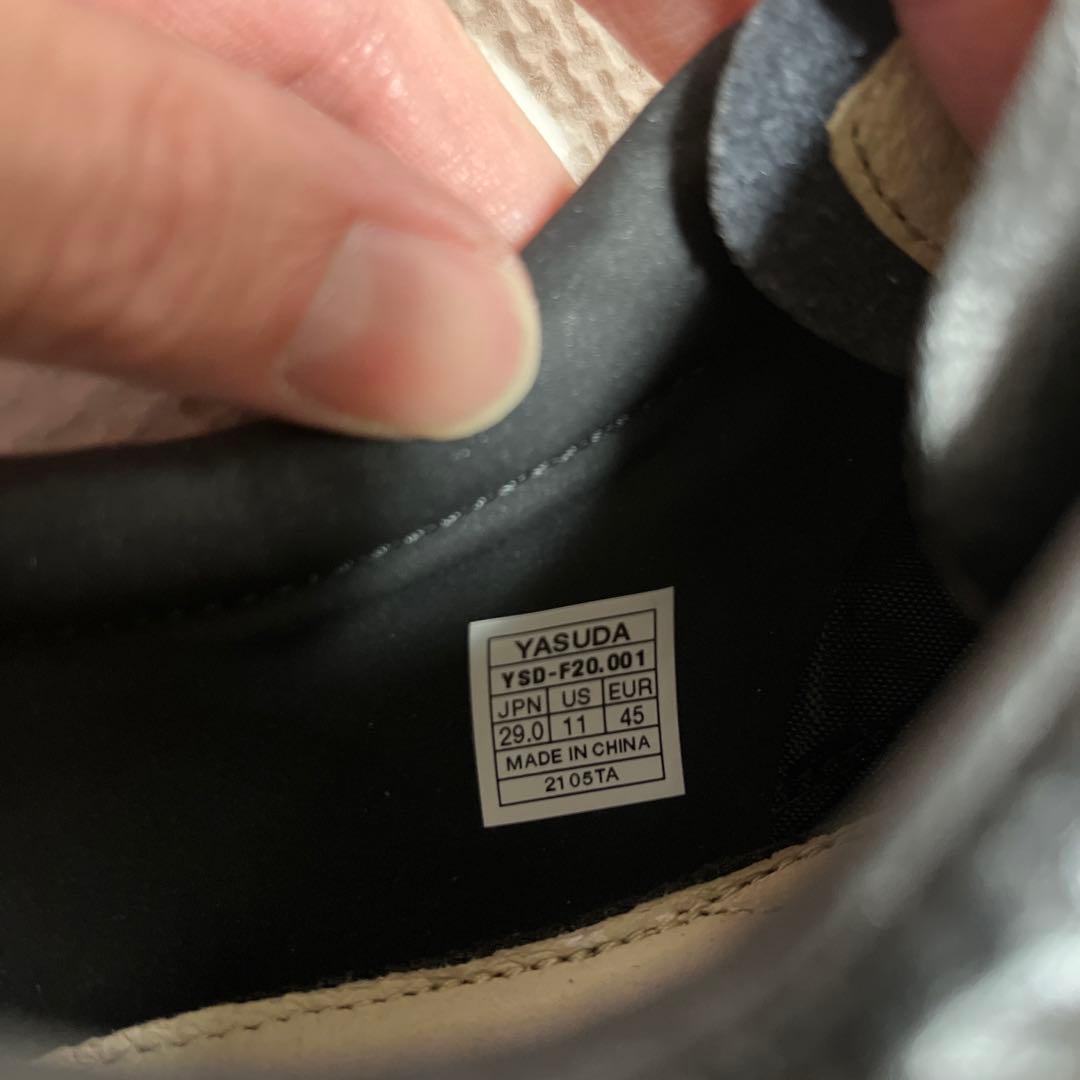 YASUDA
YSD-F20.001
JPN US EUR
29.0 11 45
MADE IN CHINA
2105TA